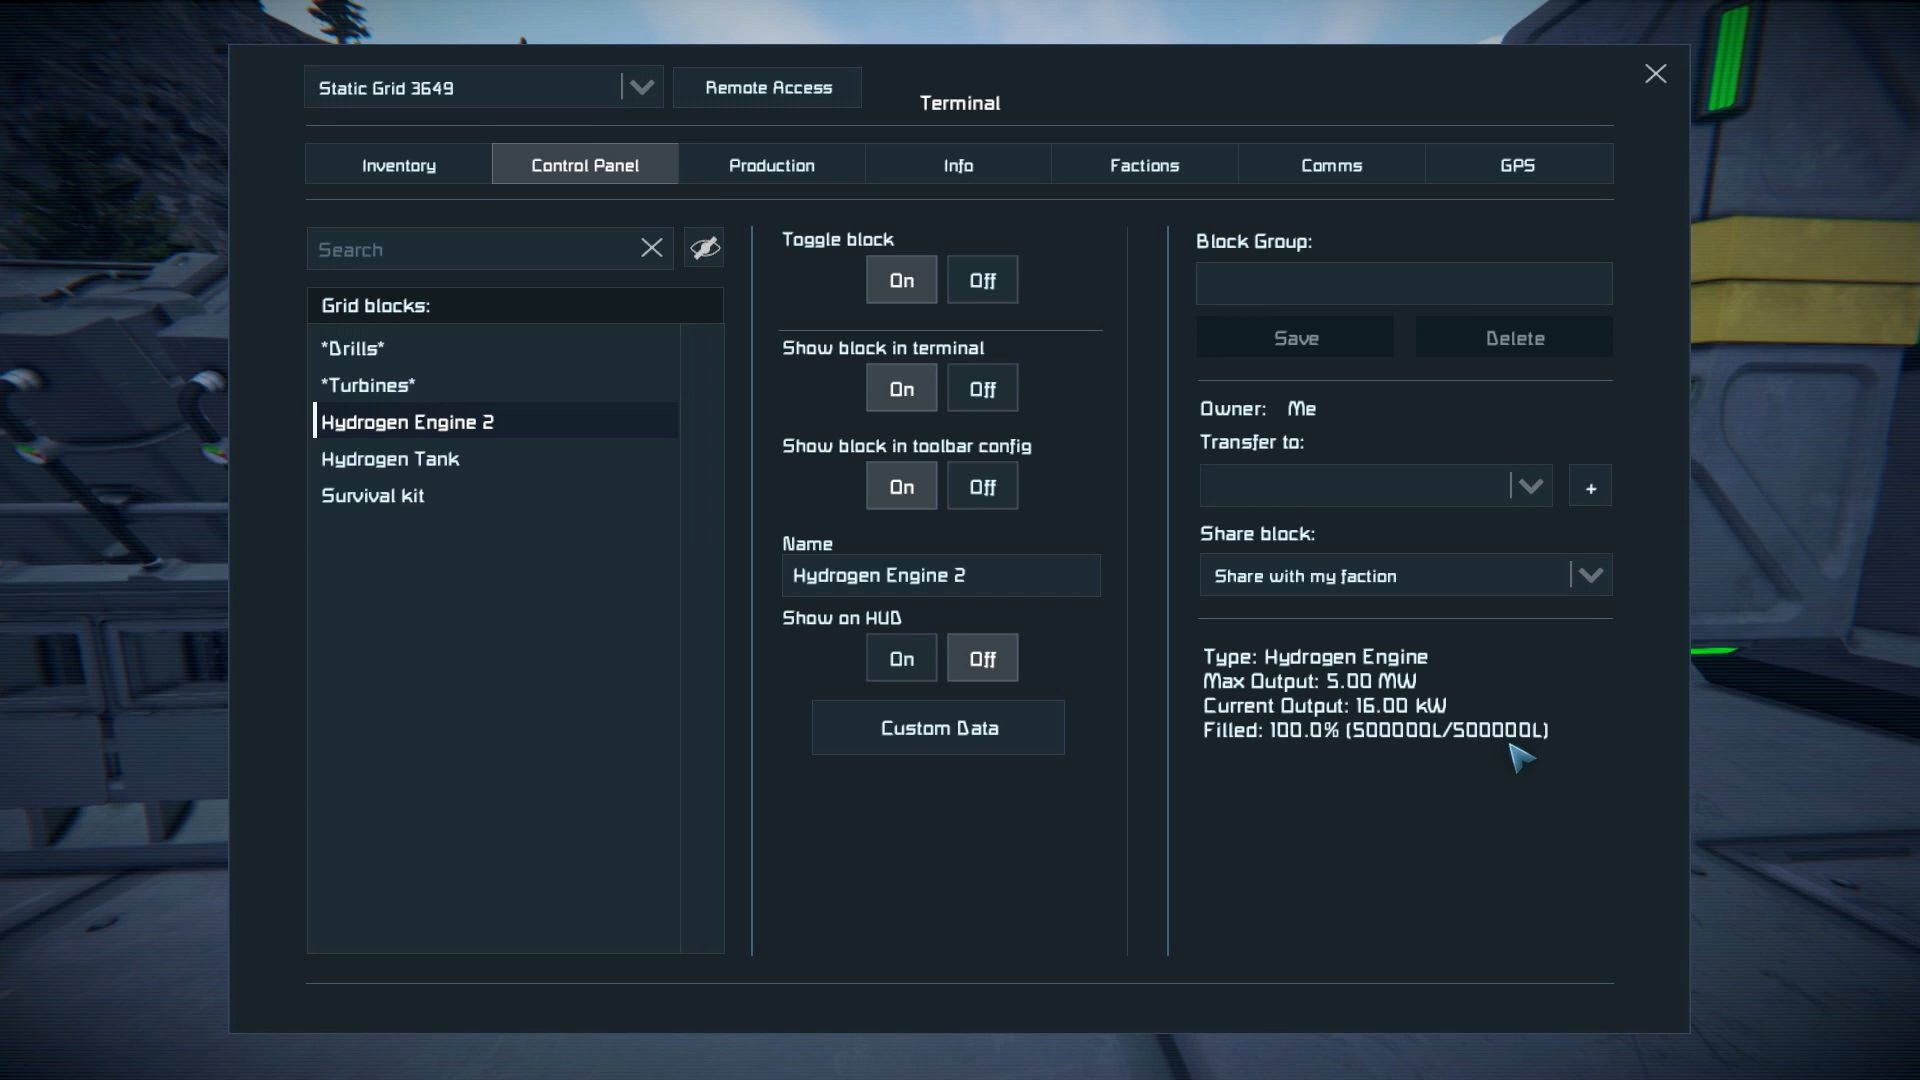 Static Grid 3649
Remote Access
Terminal
Inventory
Control Panel
Production
Info
Factions
Comms
GPS
Search
Grid blocks:
*Drills*
*Turbines*
Hydrogen Engine 2
Hydrogen Tank
Survival kit
Toggle block
On Off
Show block in terminal
On Off
Show block in toolbar config
On Off
Name
Hydrogen Engine 2
Show on HUD
On Off
Custom Data
Block Group:
Save Delete
Owner: Me
Transfer to:
+
Share block:
Share with my faction
Type: Hydrogen Engine
Max Output: 5.00 MW
Current Output: 16.00 kW
Filled: 100.0% (500000L/500000L)